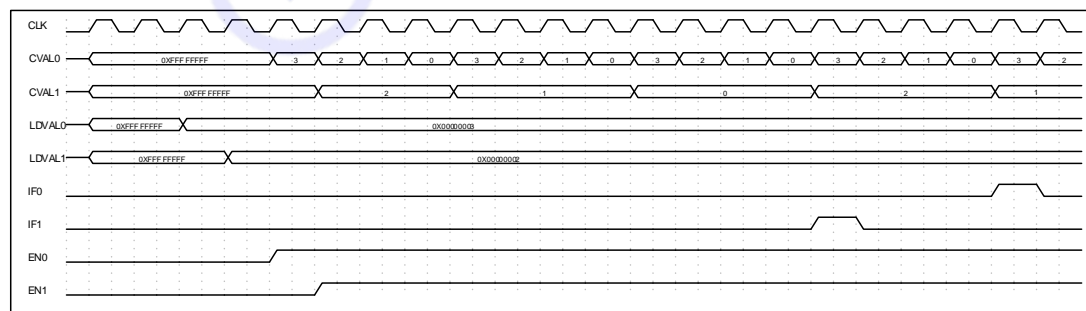 CLK
CVAL0 0XFFF FFFFF 3 2 1 0 3 2 1 0 3 2 1 0 3 2 1 0 3 2
CVAL1 0XFFF FFFFF 2 1 0 2 1
LDVAL0 0XFFF FFFFF 0X00000003
LDVAL1 0XFFF FFFFF 0X00000002
IF0
IF1
EN0
EN1